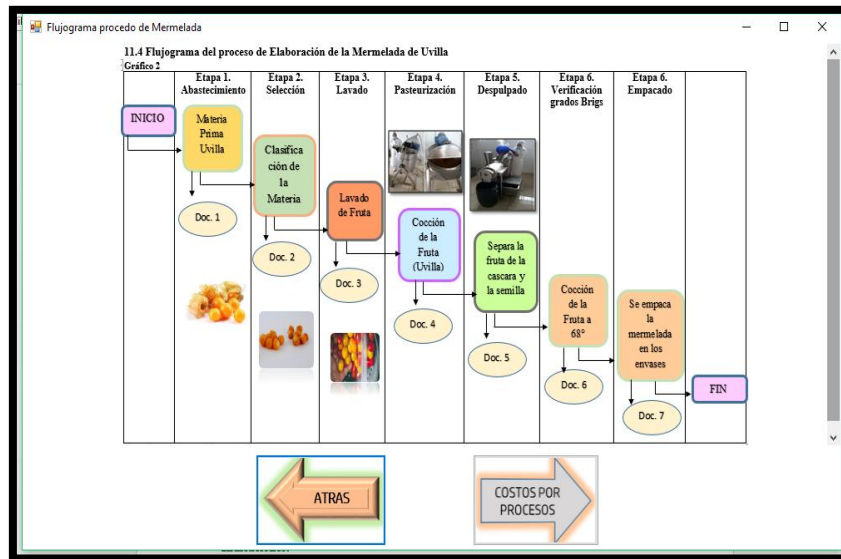 Flujograma procedo de Mermelada
11.4 Flujograma del proceso de Elaboración de la Mermelada de Uvilla
Gráfico 2
Etapa 1.
Abastecimiento
Etapa 2.
Selección
Etapa 3.
Lavado
Etapa 4.
Pasteurización
Etapa 5.
Despulpado
Etapa 6.
Verificación
grados Brigs
Etapa 6.
Empacado
INICIO
Materia
Prima
Uvilla
Doc. 1
Clasifica
ción de
la
Materia
Doc. 2
Lavado
de Fruta
Doc. 3
Cocción
de la
Fruta
(Uvilla)
Doc. 4
Separa la
fruta de la
cascara y
la semilla
Doc. 5
Cocción
de la
Fruta a
68°
Doc. 6
Se empaca
la
mermelada
en los
envases
Doc. 7
FIN
ATRAS
COSTOS POR
PROCESOS